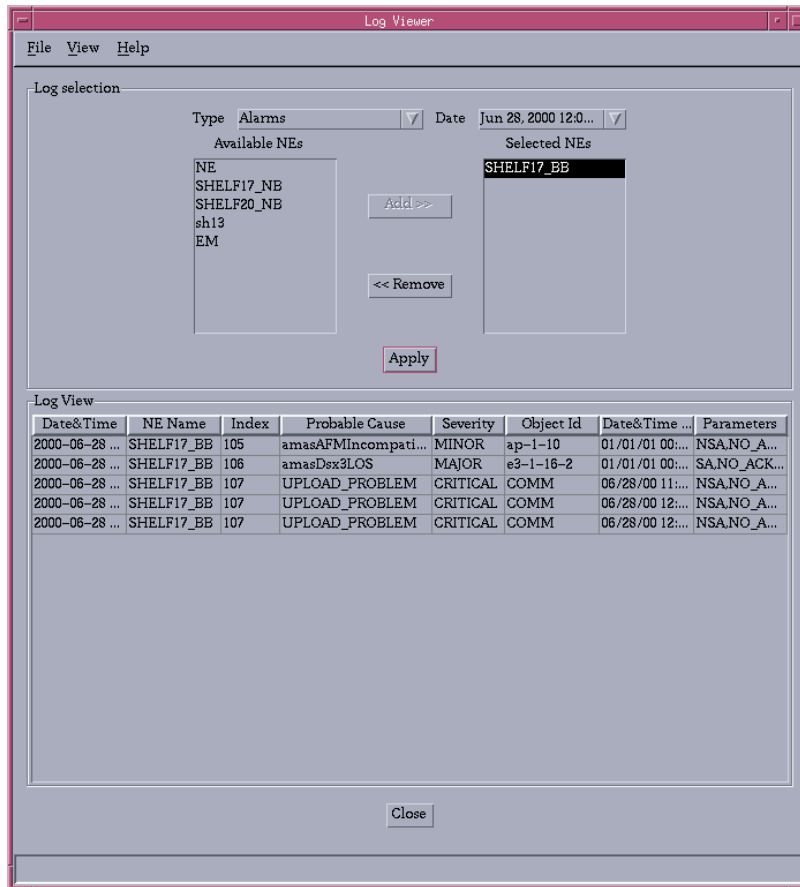 Log Viewer
File View Help
Log selection
Type Alarms Date Jun 28, 2000 12:0...
Available NEs Selected NEs
NE SHELF17_BB
SHELF17_NB
SHELF20_NB
sh13
EM
Add >>
<< Remove
Apply
Log View
Date&Time NE Name Index Probable Cause Severity Object Id Date&Time ... Parameters
2000-06-28 ... SHELF17_BB 105 amasAFMIncompati... MINOR ap-1-10 01/01/01 00:... NSA,NO_A...
2000-06-28 ... SHELF17_BB 106 amasDsx3LOS MAJOR e3-1-16-2 01/01/01 00:... SA,NO_ACK...
2000-06-28 ... SHELF17_BB 107 UPLOAD_PROBLEM CRITICAL COMM 06/28/00 11:... NSA,NO_A...
2000-06-28 ... SHELF17_BB 107 UPLOAD_PROBLEM CRITICAL COMM 06/28/00 12:... NSA,NO_A...
2000-06-28 ... SHELF17_BB 107 UPLOAD_PROBLEM CRITICAL COMM 06/28/00 12:... NSA,NO_A...
Close